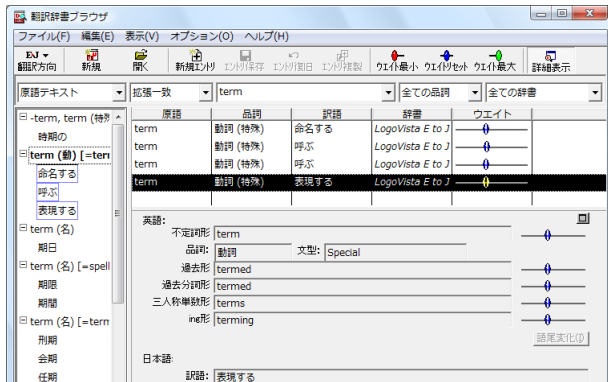 翻訳辞書ブラウザ
ファイル(F) 編集(E) 表示(V) オプション(O) ヘルプ(H)
EXJ
翻訳方向 新規 開く 新規エントリ エントリ保存 エントリ復旧 エントリ複製 ウエイト最小 ウエイトリセット ウエイト最大 詳細表示
原語テキスト 拡張一致 term 全ての品詞 全ての辞書
原語 品詞 訳語 辞書 ウエイト
term 動詞 (特殊) 命名する LogoVista E to J
term 動詞 (特殊) 呼ぶ LogoVista E to J
term 動詞 (特殊) 呼ぶ LogoVista E to J
term 動詞 (特殊) 表現する LogoVista E to J
-term, term (特殊
時期の
term (動) [=term
命名する
呼ぶ
表現する
term (名)
期日
term (名) [=spell
期限
期間
term (名) [=term
刑期
会期
任期
英語:
不定詞形 term
品詞: 動詞 文型: Special
過去形 termed
過去分詞形 termed
三人称単数形 terms
ing形 terming
語尾変化(I)
日本語:
訳語: 表現する